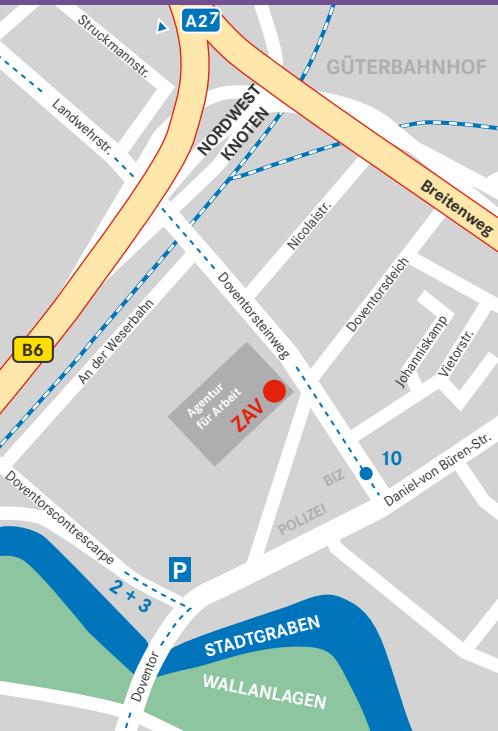 A27
Struckmannstr.
GÜTERBAHNHOF
Landwehrstr.
NORDWEST
KNOTEN
Breitenweg
Nicolaistr.
Doventorsteinweg
Doventorsdeich
An der Weserbahn
B6
Johanniskamp
Vietorstr.
Agentur
für Arbeit
ZAV
10
BIZ
Daniel-von Büren-Str.
POLIZEI
Doventorscontrescarpe
P
2 + 3
STADTGRABEN
Doventor
WALLANLAGEN